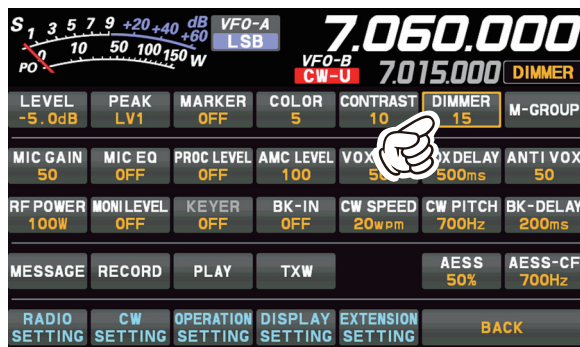 S 1 3 5 7 9 +20 +40 +60 dB VFO-A
LSB 7.060.000
PO 0 10 50 100 150 W
VFO-B
CW-U 7.015.000 DIMMER
LEVEL PEAK MARKER COLOR CONTRAST DIMMER M-GROUP
-5.0dB LV1 OFF 5 10 15
MIC GAIN MIC EQ PROC LEVEL AMC LEVEL DELAY ANTI VOX
50 OFF OFF 100 500ms 50
RF POWER MONI LEVEL KEYER BK-IN CW SPEED CW PITCH BK-DELAY
100W OFF OFF OFF 20WPM 700Hz 200ms
MESSAGE RECORD PLAY TXW AESS AESS-CF
50% 700Hz
RADIO CW OPERATION DISPLAY EXTENSION BACK
SETTING SETTING SETTING SETTING SETTING